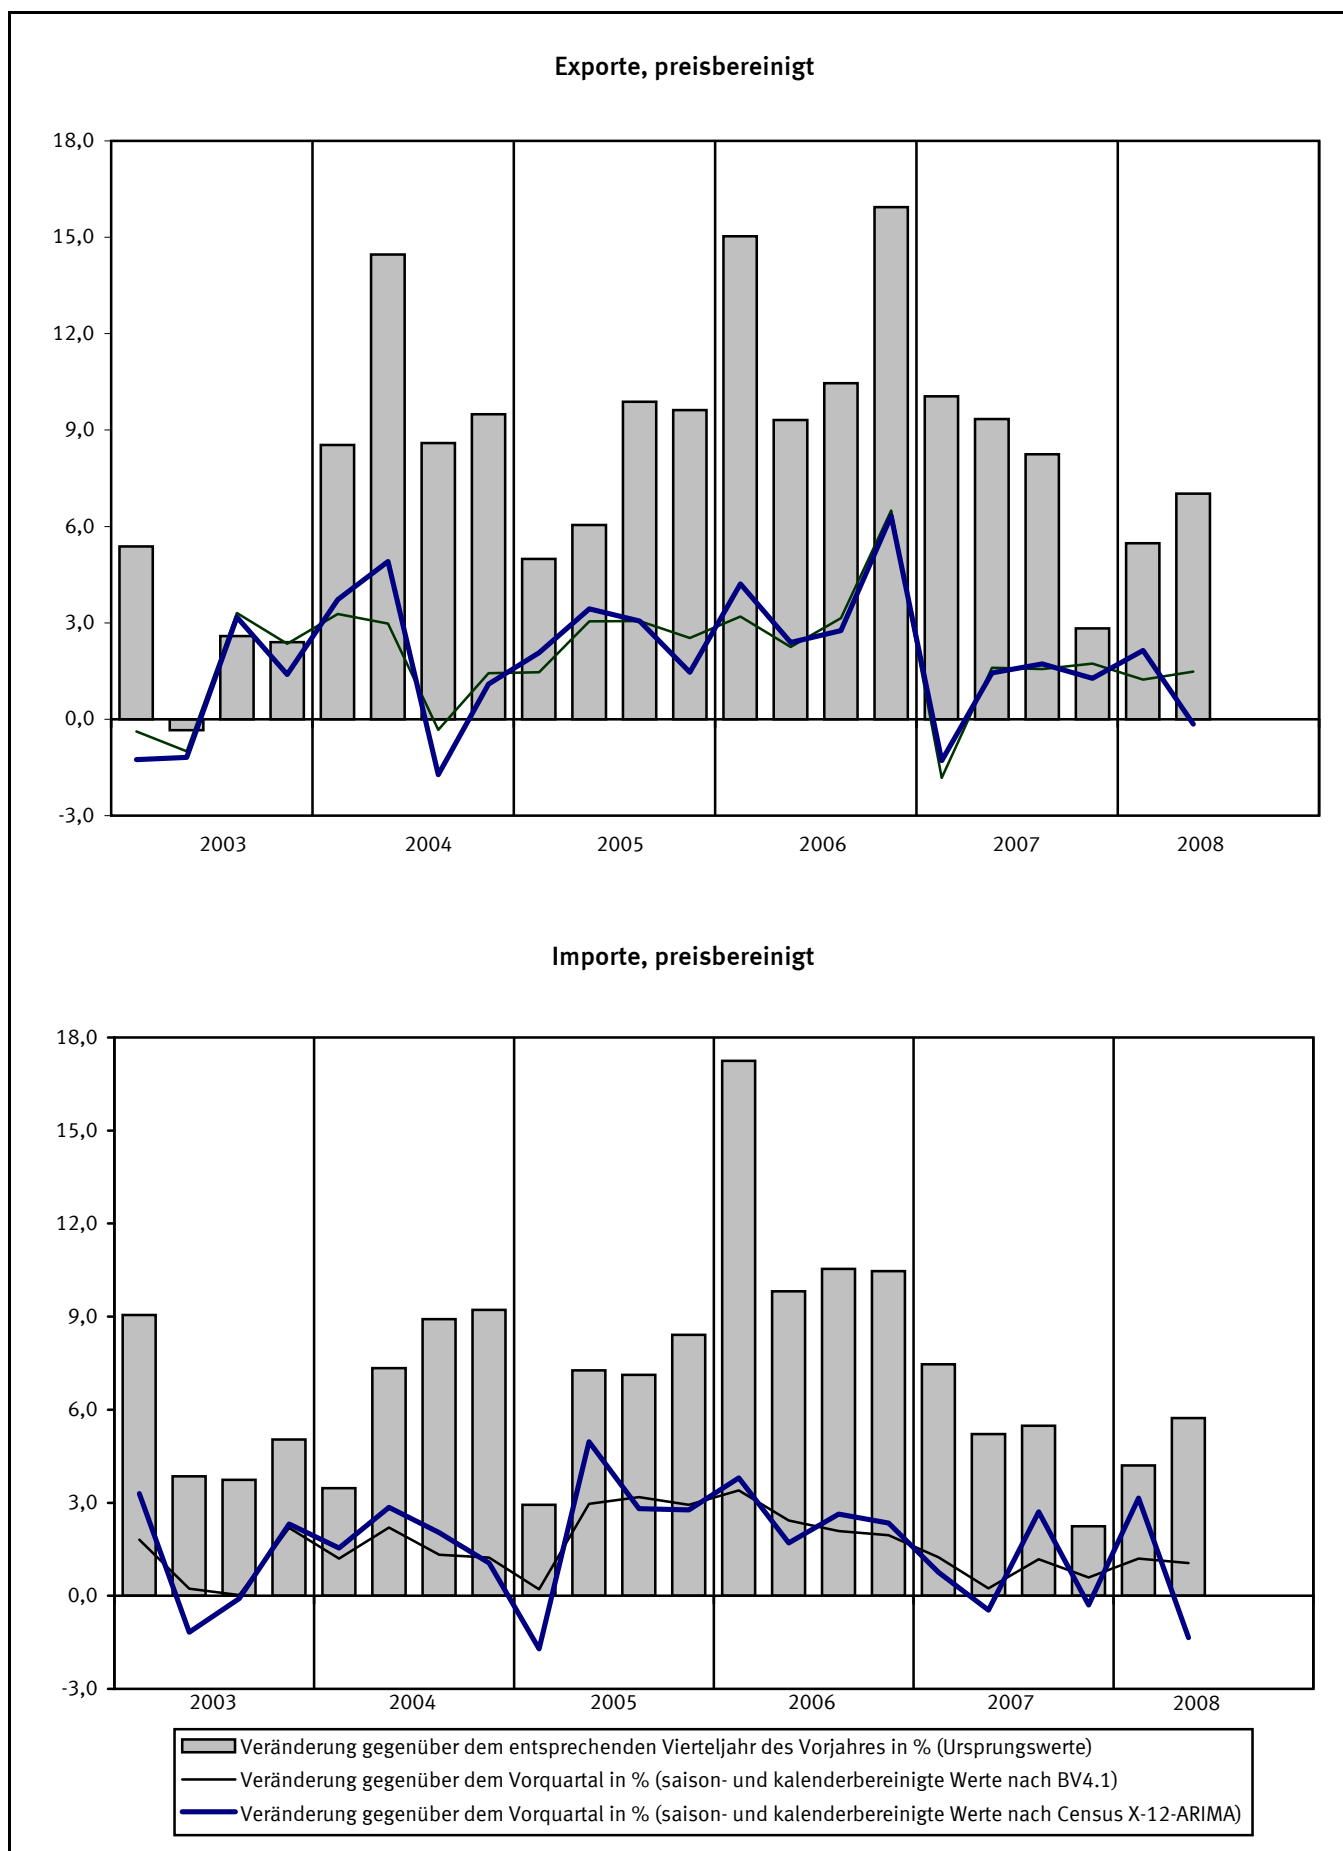 Exporte, preisbereinigt
18,0
15,0
12,0
9,0
6,0
3,0
0,0
-3,0
2003 2004 2005 2006 2007 2008
Importe, preisbereinigt
18,0
15,0
12,0
9,0
6,0
3,0
0,0
-3,0
2003 2004 2005 2006 2007 2008
Veränderung gegenüber dem entsprechenden Vierteljahr des Vorjahres in % (Ursprungswerte)
Veränderung gegenüber dem Vorquartal in % (saison- und kalenderbereinigte Werte nach BV4.1)
Veränderung gegenüber dem Vorquartal in % (saison- und kalenderbereinigte Werte nach Census X-12-ARIMA)